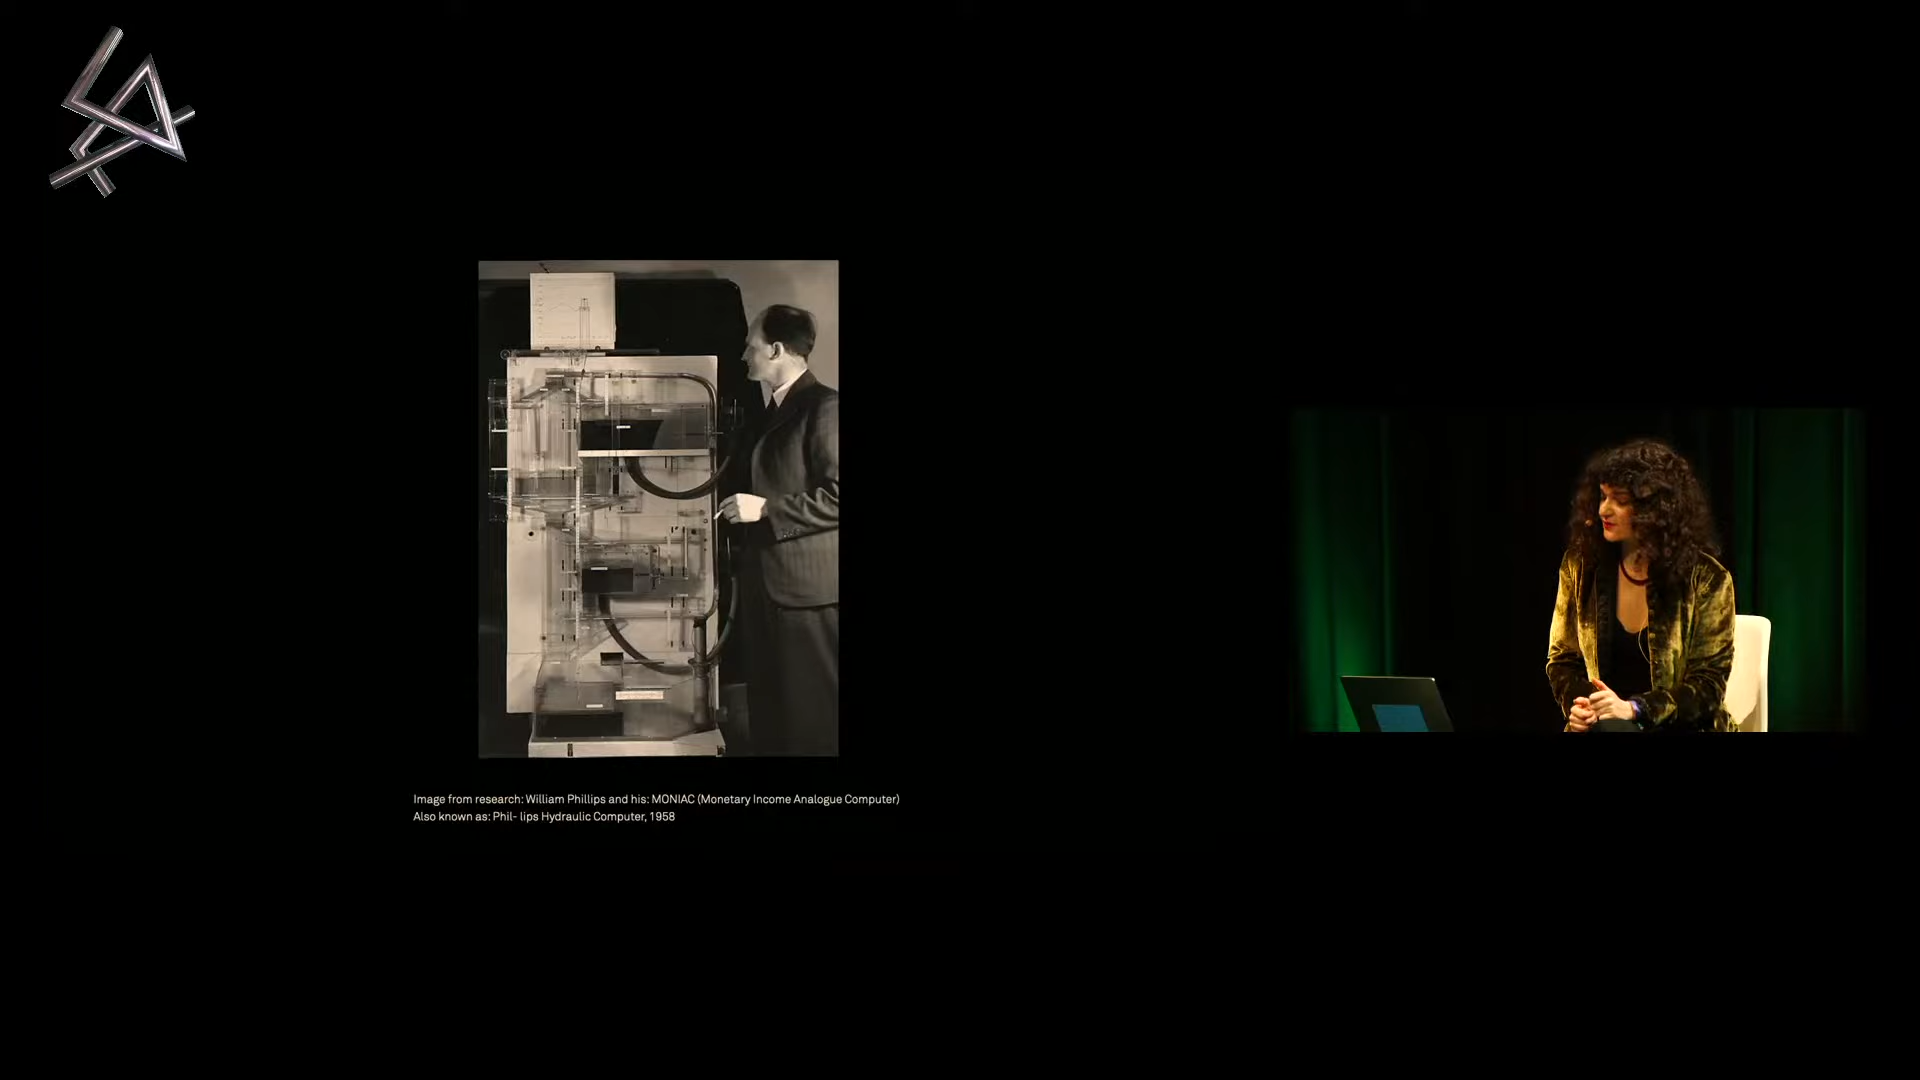 Image from research: William Phillips and his: MONIAC (Monetary Income Analogue Computer)
Also known as: Phil- lips Hydraulic Computer, 1958